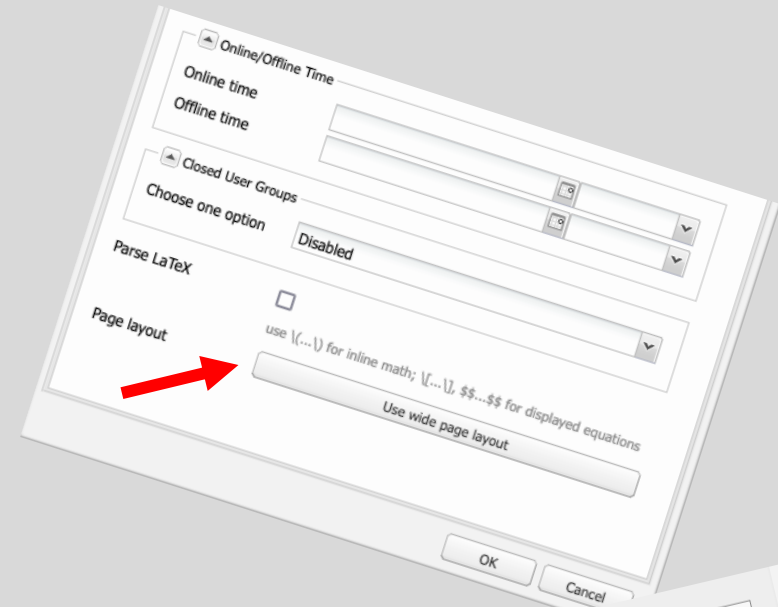 Online/Offline Time
Online time
Offline time
Closed User Groups
Choose one option
Disabled
Parse LaTeX
use \(...\) for inline math; \[...\], $$...$$ for displayed equations
Page layout
Use wide page layout
OK
Cancel